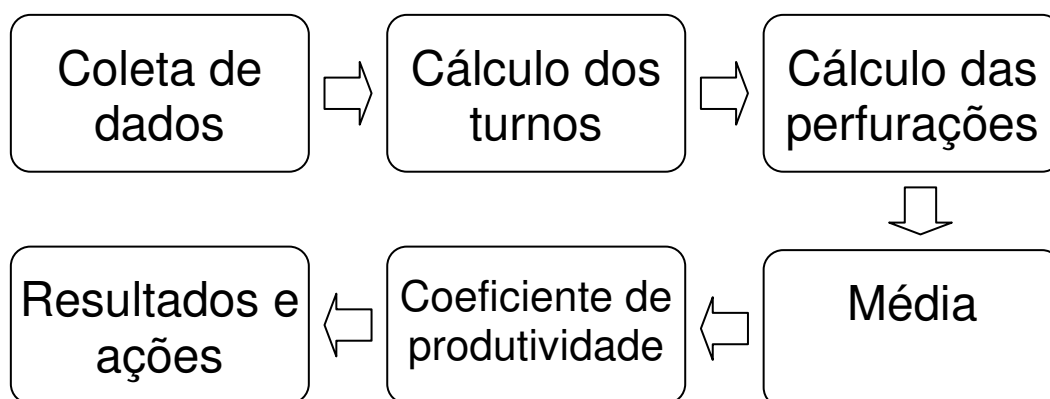 Coleta de
dados
Cálculo dos
turnos
Cálculo das
perfurações
Média
Coeficiente de
produtividade
Resultados e
ações